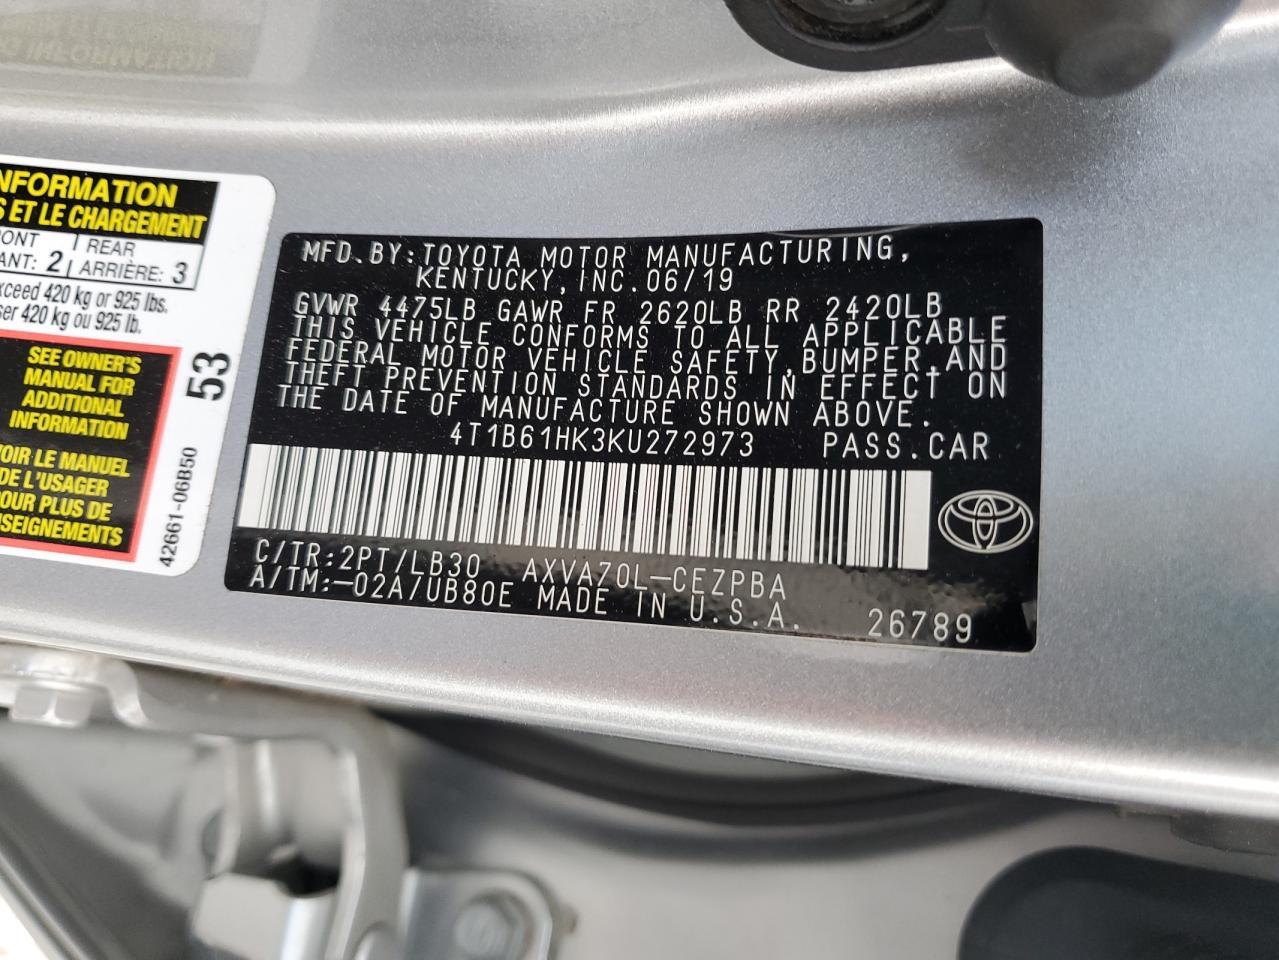 NFORMATION
S ET LE CHARGEMENT
RONT
REAR
ANT: 2
ARRIÈRE: 3
xceed 420 kg or 925 lbs.
ser 420 kg ou 925 lb.
SEE OWNER'S
MANUAL FOR
ADDITIONAL
INFORMATION
VOIR LE MANUEL
DE L'USAGER
POUR PLUS DE
NSEIGNEMENTS
53
42661-06B50
MFD.BY:TOYOTA MOTOR MANUFACTURING,
KENTUCKY,INC.06/19
GVWR 4475LB GAWR FR 2620LB RR 2420LB
THIS VEHICLE CONFORMS TO ALL APPLICABLE
FEDERAL MOTOR VEHICLE SAFETY,BUMPER,AND
THEFT PREVENTION STANDARDS IN EFFECT ON
THE DATE OF MANUFACTURE SHOWN ABOVE.
4T1B61HK3KU272973 PASS.CAR
C/TR:2PT/LB30 AXVA70L-CEZPBA
A/TM:-02A/UB80E MADE IN U.S.A. 26789